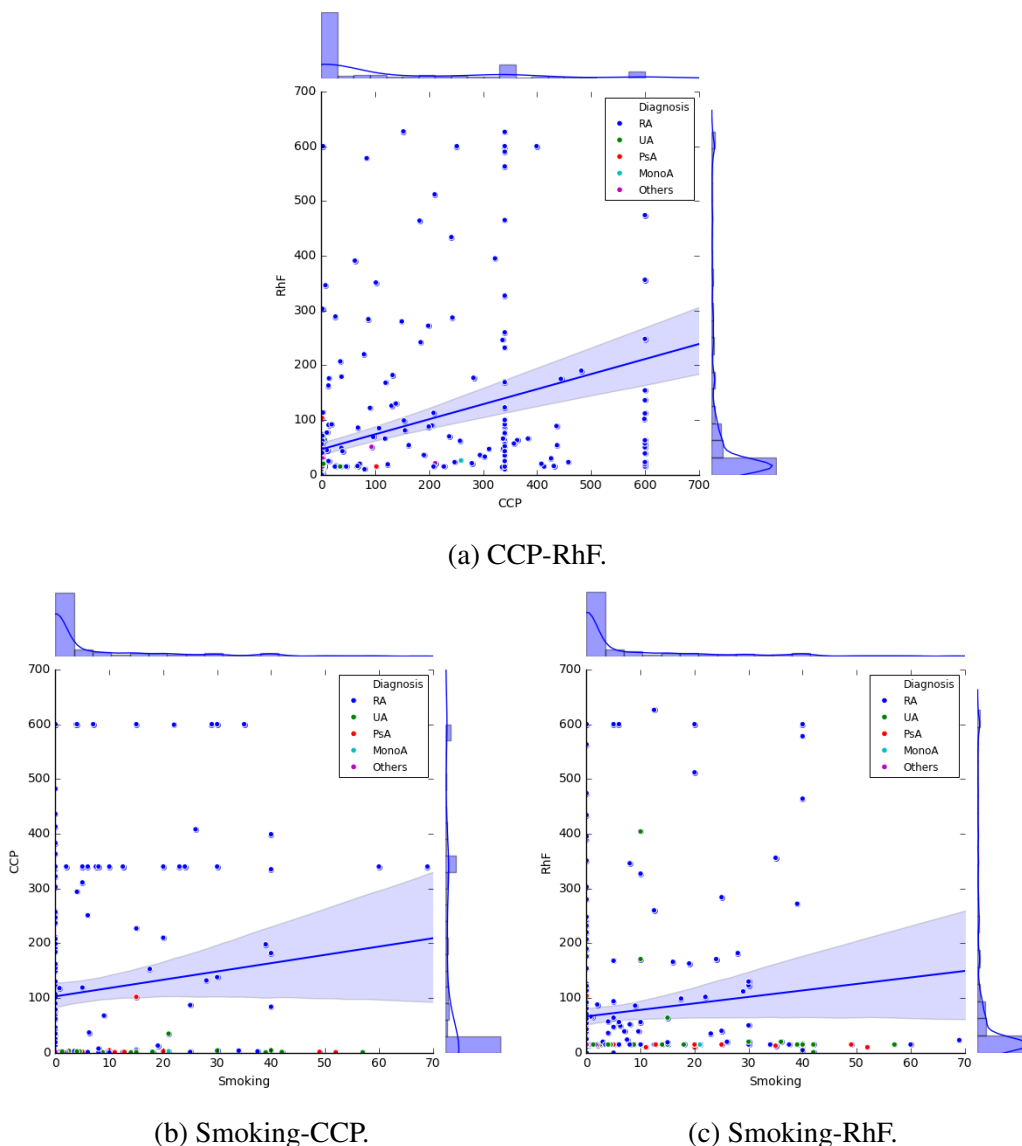 700
600
500
400
300
200
100
0
RhF
0 100 200 300 400 500 600 700
CCP
Diagnosis
RA
UA
PsA
MonoA
Others
(a) CCP-RhF.
700
600
500
400
300
200
100
0
CCP
0 10 20 30 40 50 60 70
Smoking
Diagnosis
RA
UA
PsA
MonoA
Others
(b) Smoking-CCP.
700
600
500
400
300
200
100
0
RhF
0 10 20 30 40 50 60 70
Smoking
Diagnosis
RA
UA
PsA
MonoA
Others
(c) Smoking-RhF.